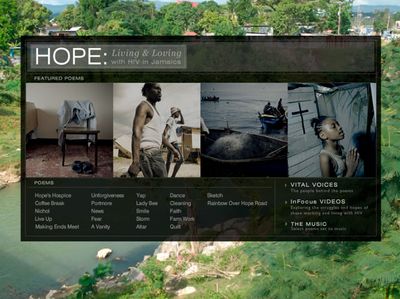 HOPE:
Living & Loving
with HIV in Jamaica
FEATURED POEMS
POEMS
Hope's Hospice
Coffee Break
Nichol
Live Up
Making Ends Meet
Unforgiveness
Portmore
News
Fear
A Vanity
Yap
Lady Bee
Smile
Storm
Altar
Dance
Cleaning
Faith
Farm Work
Quilt
Sketch
Rainbow Over Hope Road
VITAL VOICES
The people behind the poems
InFocus VIDEOS
Exploring the struggles and hopes of
those working and living with HIV
THE MUSIC
Select poems set to music